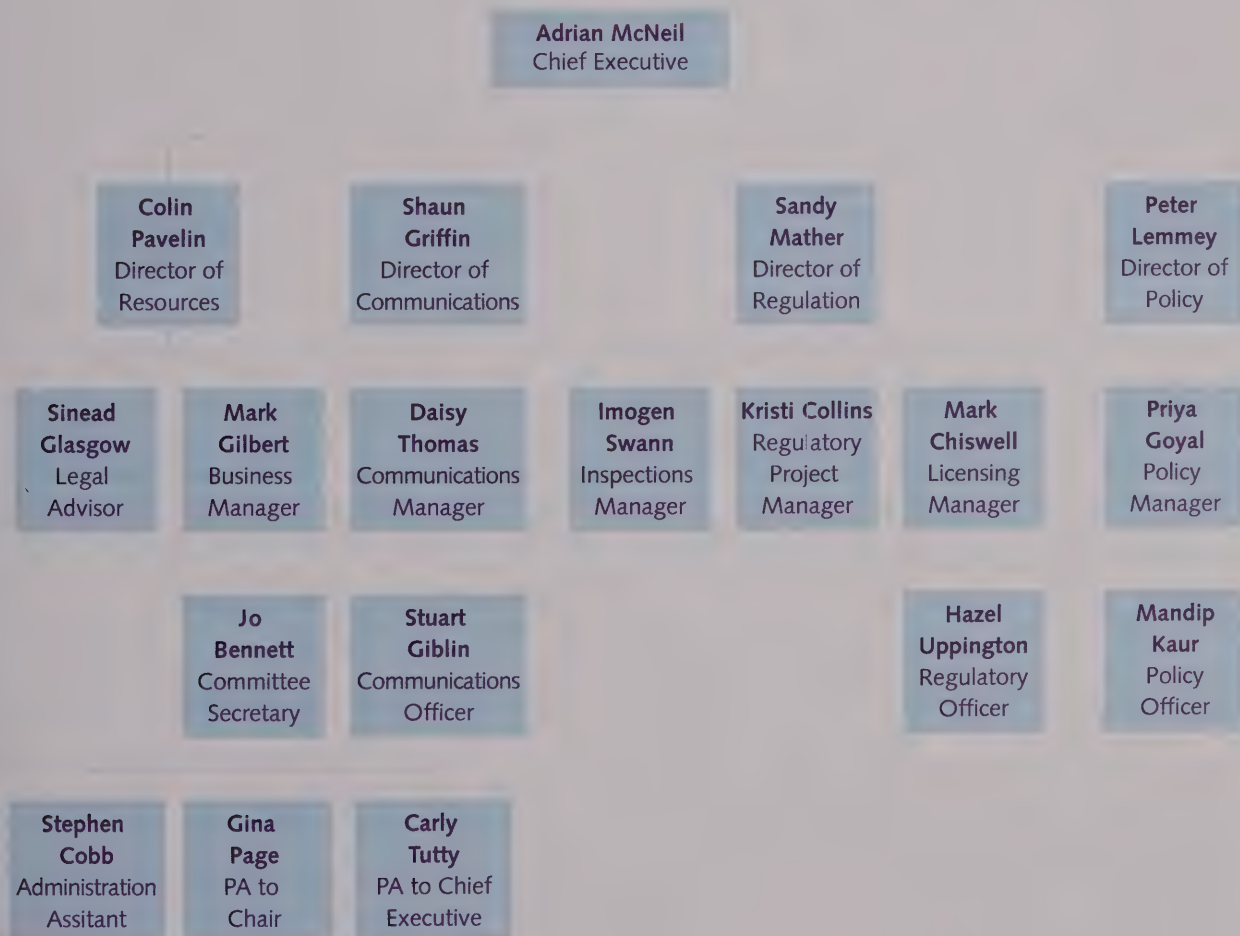 Adrian McNeil
Chief Executive
Colin
Pavelin
Director of
Resources
Shaun
Griffin
Director of
Communications
Sandy
Mather
Director of
Regulation
Peter
Lemmey
Director of
Policy
Sinead
Glasgow
Legal
Advisor
Mark
Gilbert
Business
Manager
Daisy
Thomas
Communications
Manager
Imogen
Swann
Inspections
Manager
Kristi Collins
Regulatory
Project
Manager
Mark
Chiswell
Licensing
Manager
Priya
Goyal
Policy
Manager
Jo
Bennett
Committee
Secretary
Stuart
Giblin
Communications
Officer
Hazel
Uppington
Regulatory
Officer
Mandip
Kaur
Policy
Officer
Stephen
Cobb
Administration
Assitant
Gina
Page
PA to
Chair
Carly
Tutty
PA to Chief
Executive